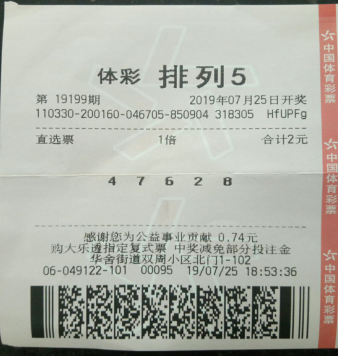 体彩 排列5
第 19199期 2019年07月25日开奖
110330-200160-046705-850904 318305 HfUPFg
直选票 1倍 合计2元
4 7 6 2 8
感谢您为公益事业贡献 0.74元
购大乐透指定复式票 中奖减免部分投注金
华舍街道双周小区北门1-102
06-049122-101 00095 19/07/25 18:53:36
中国体育彩票
中国体育彩票
中国体育彩票